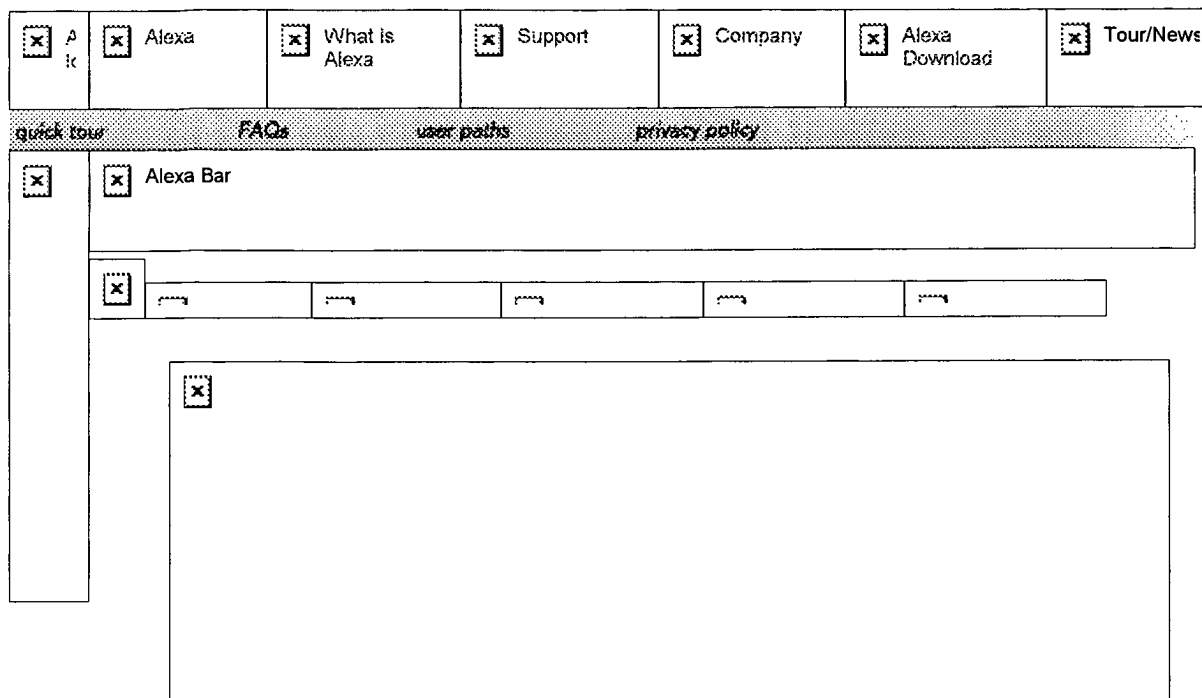 Alexa
What is
Alexa
Support
Company
Alexa
Download
Tour/News
quick tour FAQs user paths privacy policy
Alexa Bar